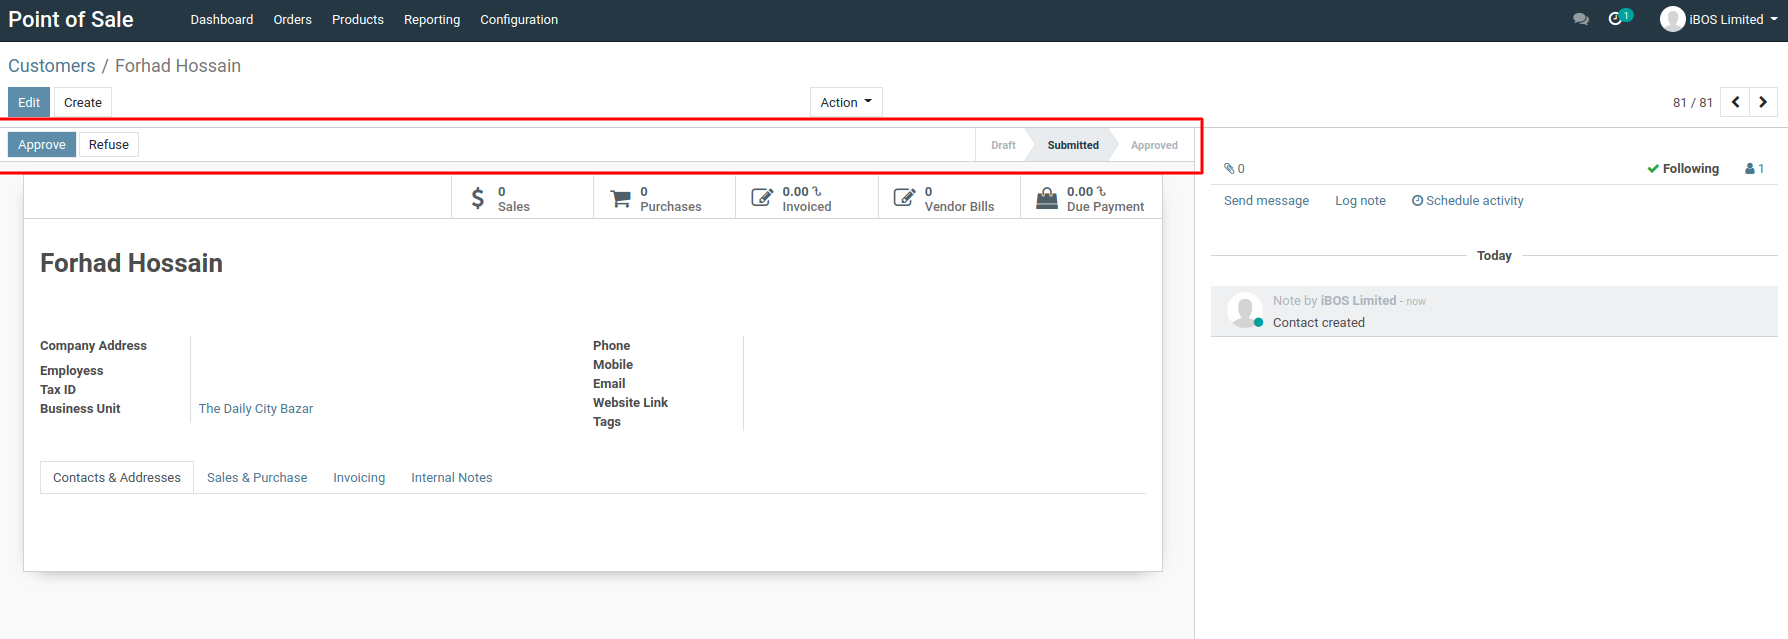 Point of Sale Dashboard Orders Products Reporting Configuration 1 iBOS Limited
Customers / Forhad Hossain
Edit Create Action 81 / 81
Approve Refuse Draft Submitted Approved
0 Following 1
0
Sales
0
Purchases
0.00 ৳
Invoiced
0
Vendor Bills
0.00 ৳
Due Payment
Send message Log note Schedule activity
Forhad Hossain
Today
Note by iBOS Limited - now
Contact created
Company Address
Employess
Tax ID
Business Unit The Daily City Bazar
Phone
Mobile
Email
Website Link
Tags
Contacts & Addresses Sales & Purchase Invoicing Internal Notes